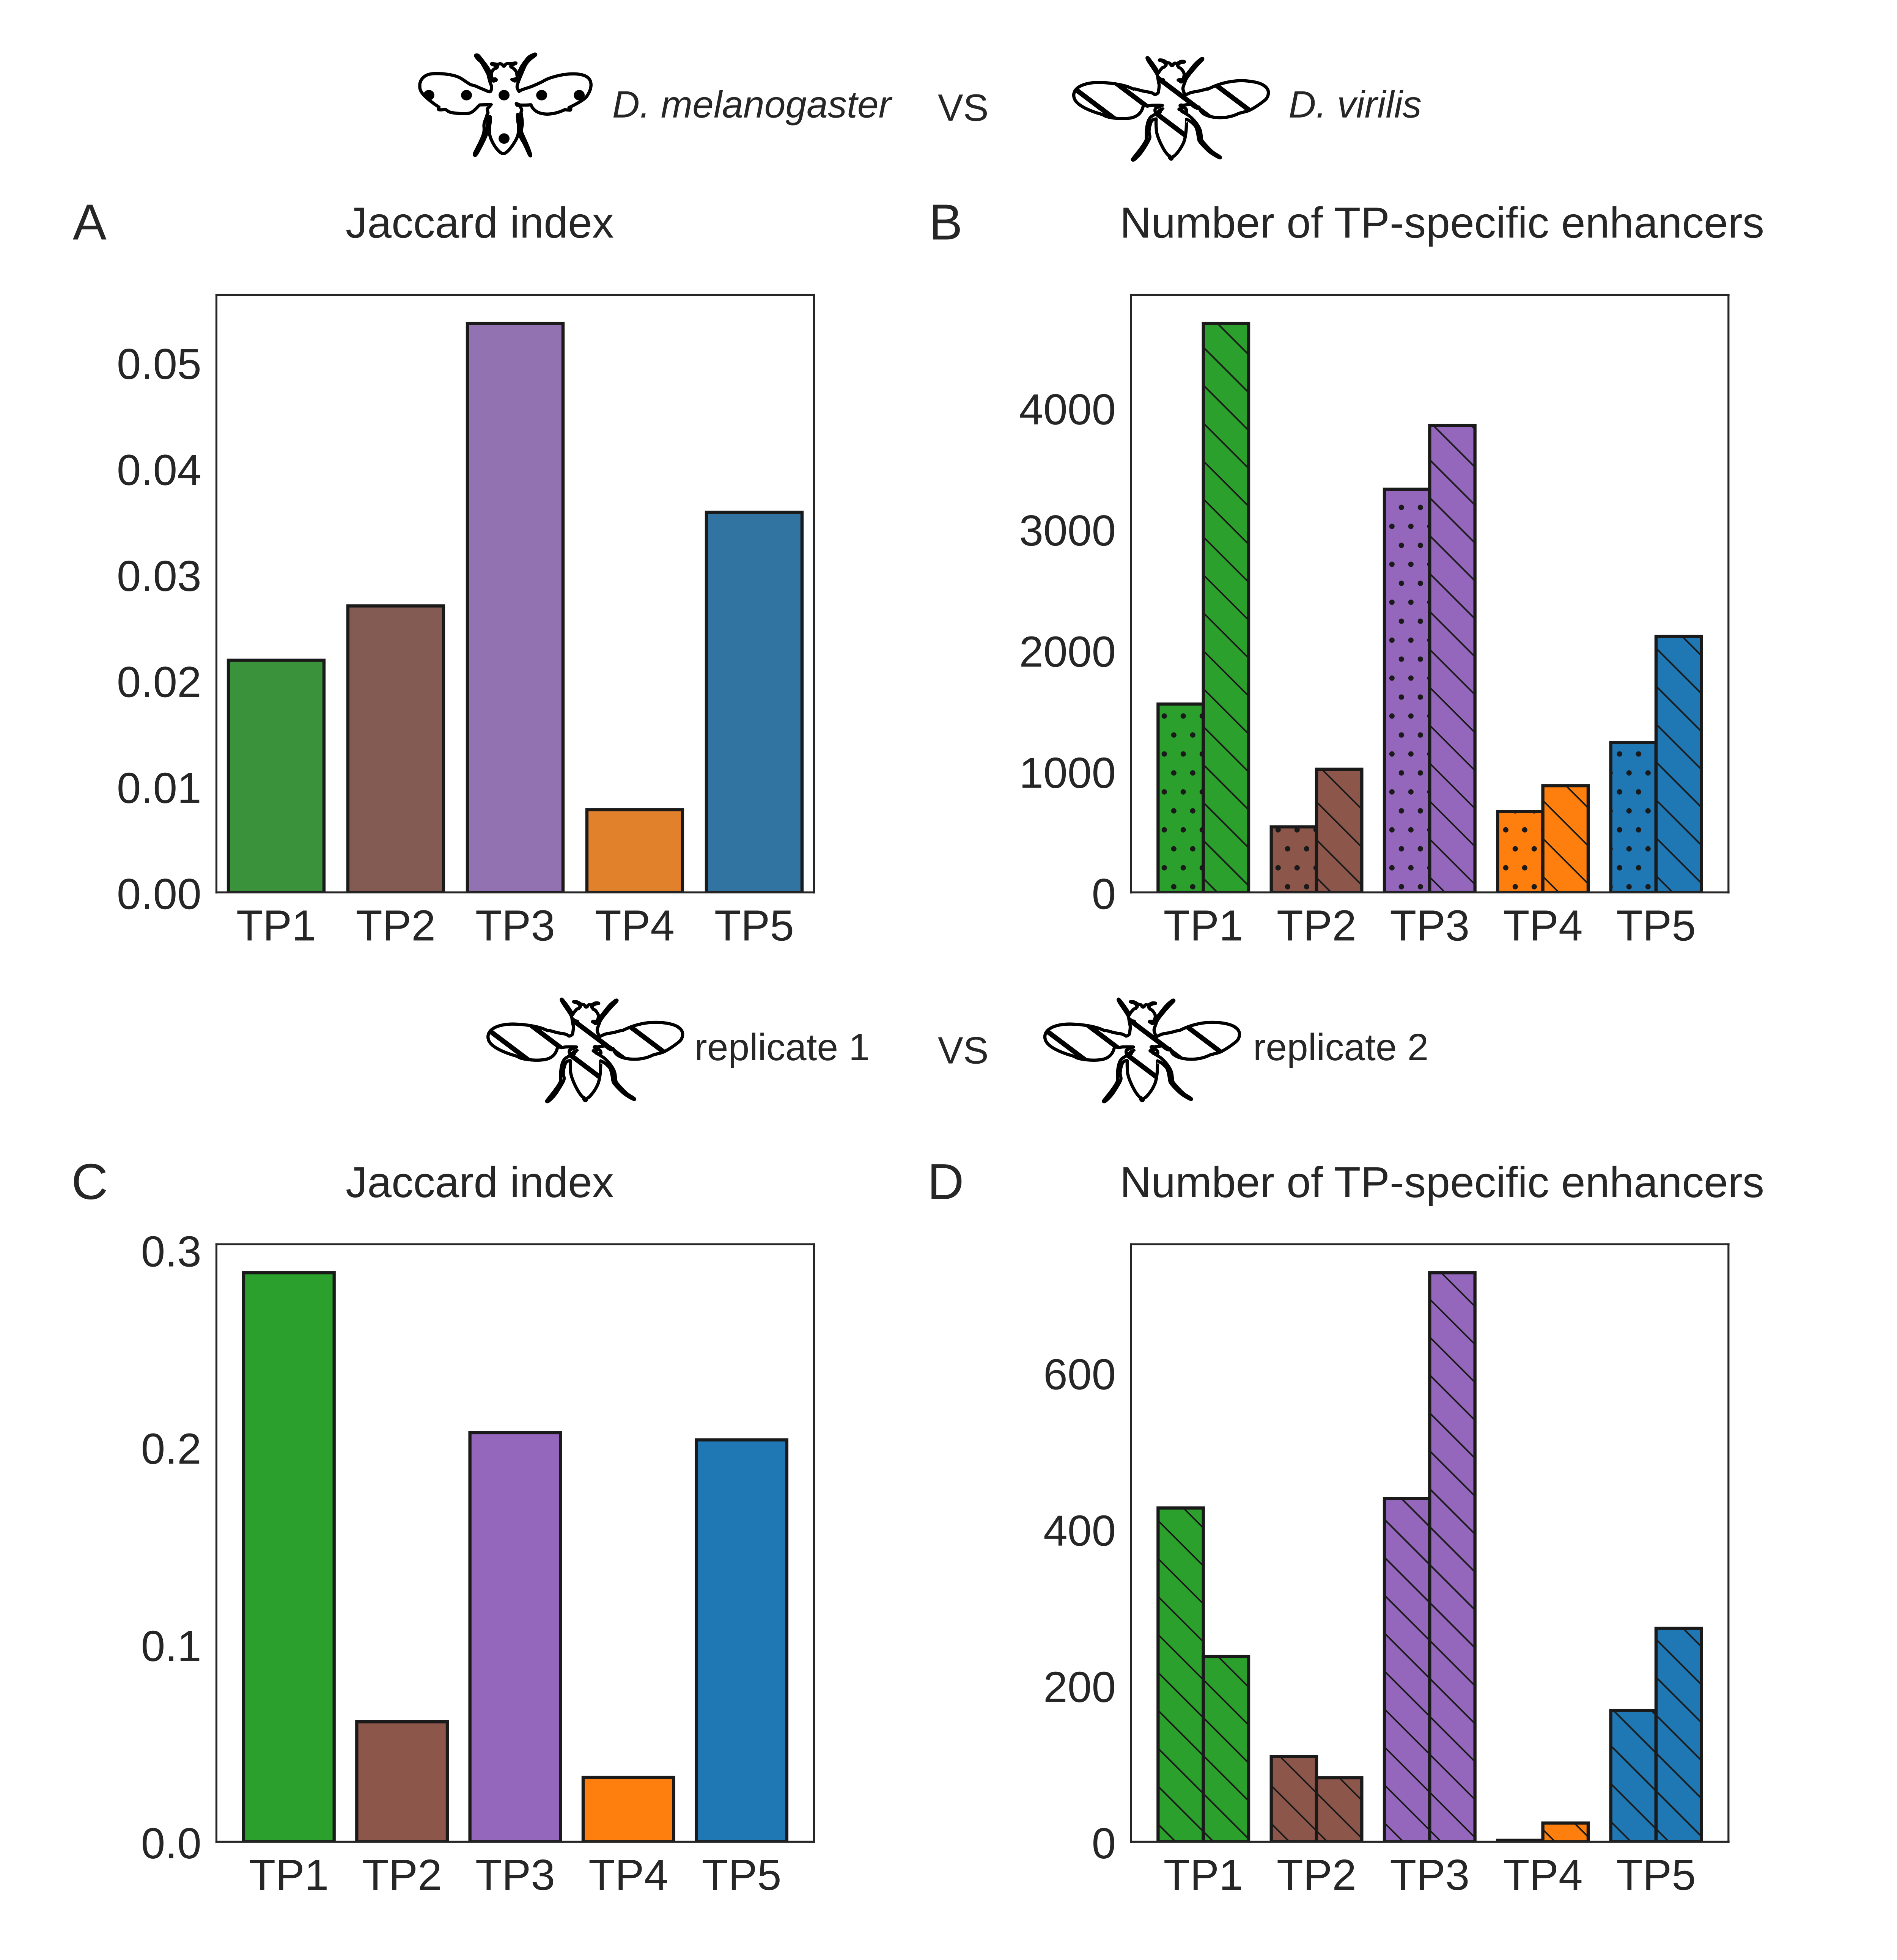 D. melanogaster VS D. virilis
A Jaccard index
B Number of TP-specific enhancers
0.05
0.04
0.03
0.02
0.01
0.00
TP1 TP2 TP3 TP4 TP5
4000
3000
2000
1000
0
TP1 TP2 TP3 TP4 TP5
replicate 1 VS replicate 2
C Jaccard index
D Number of TP-specific enhancers
0.3
0.2
0.1
0.0
TP1 TP2 TP3 TP4 TP5
600
400
200
0
TP1 TP2 TP3 TP4 TP5